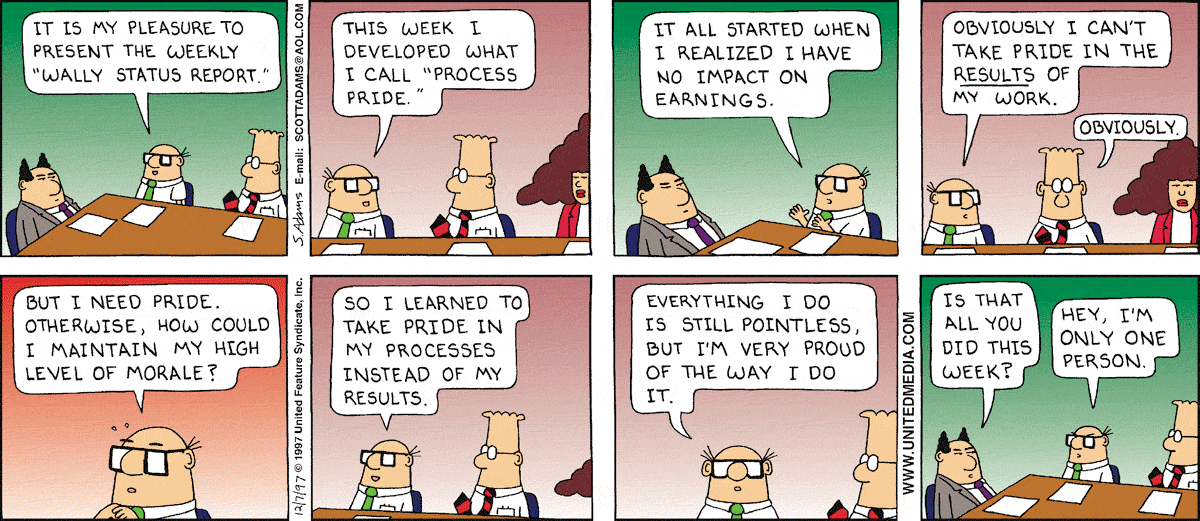 IT IS MY PLEASURE TO
PRESENT THE WEEKLY
"WALLY STATUS REPORT."
S. Adams E-mail: SCOTTADAMS@AOL.COM
THIS WEEK I
DEVELOPED WHAT
I CALL "PROCESS
PRIDE."
IT ALL STARTED WHEN
I REALIZED I HAVE
NO IMPACT ON
EARNINGS.
OBVIOUSLY I CAN'T
TAKE PRIDE IN THE
RESULTS OF
MY WORK.
OBVIOUSLY.
BUT I NEED PRIDE.
OTHERWISE, HOW COULD
I MAINTAIN MY HIGH
LEVEL OF MORALE?
12/7/97 © 1997 United Feature Syndicate, Inc.
SO I LEARNED TO
TAKE PRIDE IN
MY PROCESSES
INSTEAD OF MY
RESULTS.
EVERYTHING I DO
IS STILL POINTLESS,
BUT I'M VERY PROUD
OF THE WAY I DO
IT.
WWW.UNITEDMEDIA.COM
IS THAT
ALL YOU
DID THIS
WEEK?
HEY, I'M
ONLY ONE
PERSON.